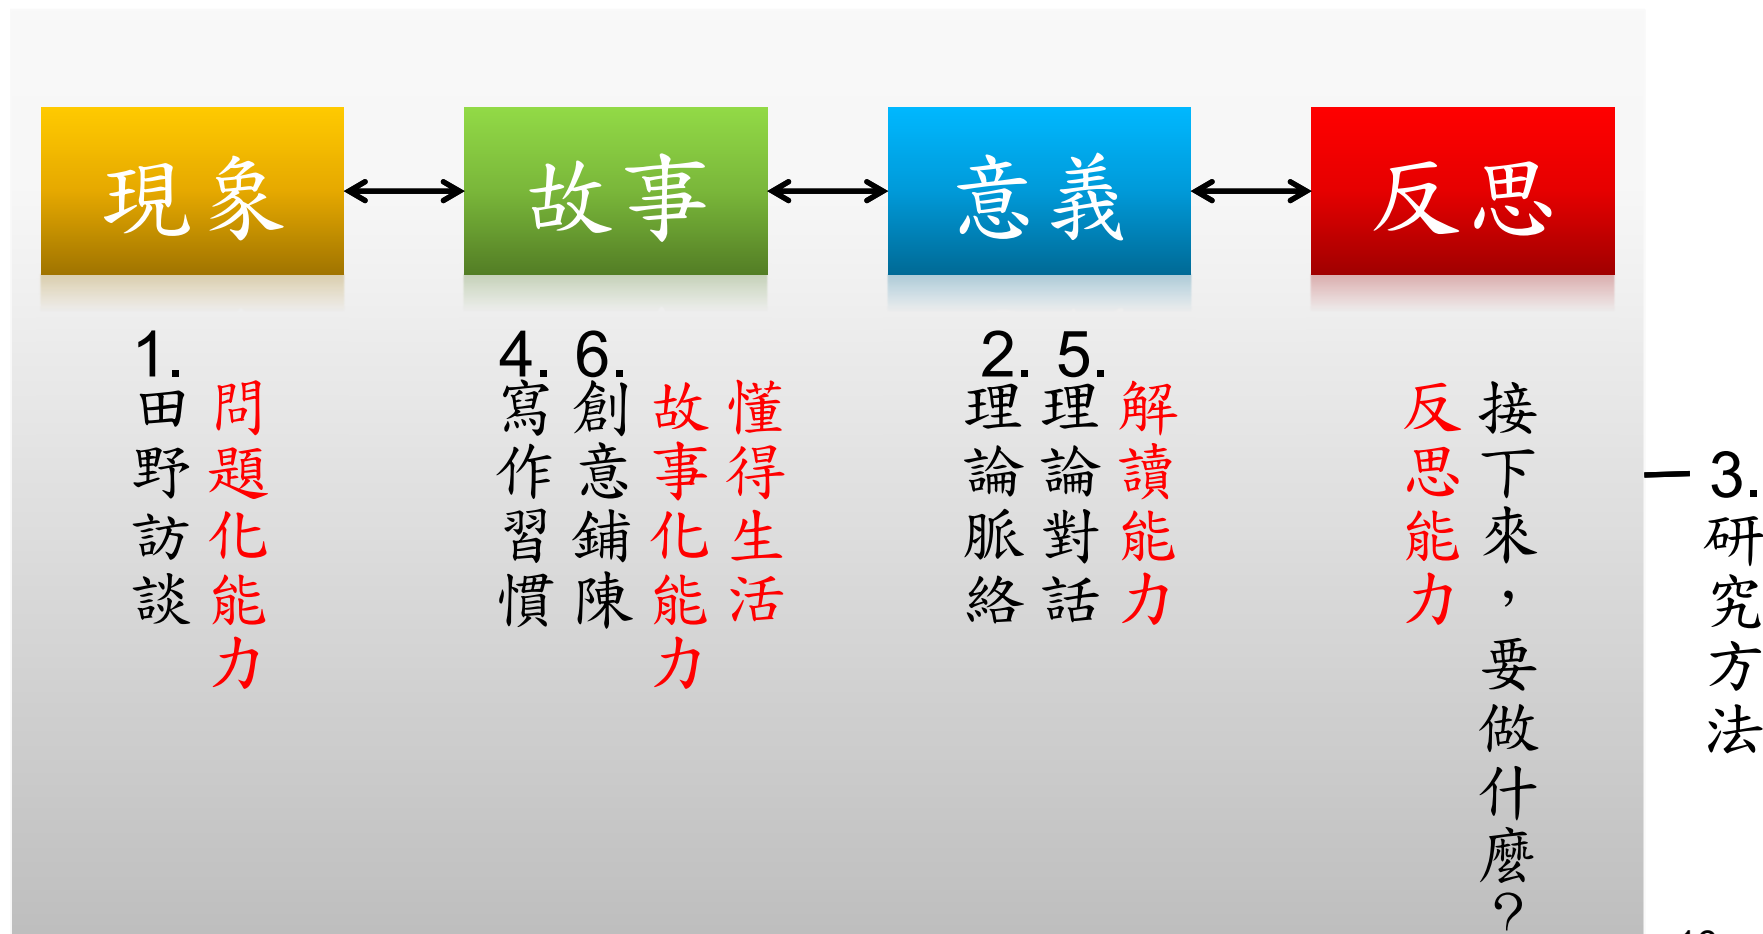 現象
故事
意義
反思
1.
田野訪談
問題化能力
4.
寫作習慣
6.
創意鋪陳
故事化能力
懂得生活
2.
理論脈絡
5.
理論對話
解讀能力
反思能力
接下來，要做什麼？
3.
研究方法